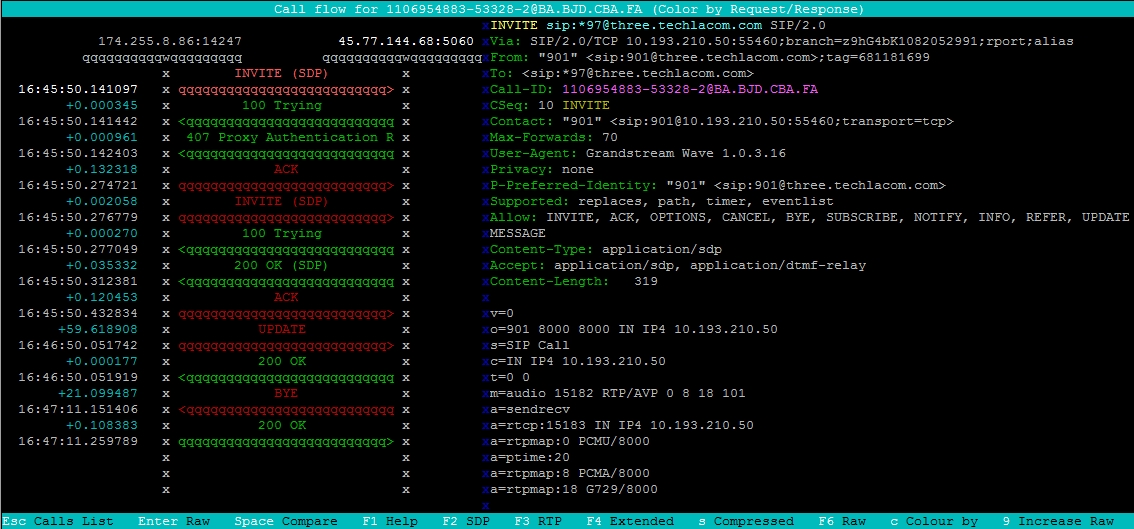 Call flow for 1106954883-53328-2@BA.BJD.CBA.FA (Color by Request/Response)
174.255.8.86:14247 45.77.144.68:5060
qqqqqqqqqqwqqqqqqqqq qqqqqqqqqqwqqqqqqqqq
x INVITE (SDP) x
16:45:50.141097 x qqqqqqqqqqqqqqqqqqqqqqqqqq> x
+0.000345 x 100 Trying x
16:45:50.141442 x <qqqqqqqqqqqqqqqqqqqqqqqqqq x
+0.000961 x 407 Proxy Authentication R x
16:45:50.142403 x <qqqqqqqqqqqqqqqqqqqqqqqqqq x
+0.132318 x ACK x
16:45:50.274721 x qqqqqqqqqqqqqqqqqqqqqqqqqq> x
+0.002058 x INVITE (SDP) x
16:45:50.276779 x qqqqqqqqqqqqqqqqqqqqqqqqqq> x
+0.000270 x 100 Trying x
16:45:50.277049 x <qqqqqqqqqqqqqqqqqqqqqqqqqq x
+0.035332 x 200 OK (SDP) x
16:45:50.312381 x <qqqqqqqqqqqqqqqqqqqqqqqqqq x
+0.120453 x ACK x
16:45:50.432834 x qqqqqqqqqqqqqqqqqqqqqqqqqq> x
+59.618908 x UPDATE x
16:46:50.051742 x qqqqqqqqqqqqqqqqqqqqqqqqqq> x
+0.000177 x 200 OK x
16:46:50.051919 x <qqqqqqqqqqqqqqqqqqqqqqqqqq x
+21.099487 x BYE x
16:47:11.151406 x <qqqqqqqqqqqqqqqqqqqqqqqqqq x
+0.108383 x 200 OK x
16:47:11.259789 x qqqqqqqqqqqqqqqqqqqqqqqqqq> x
x x
x x
x x
xINVITE sip:*97@three.techlacom.com SIP/2.0
xVia: SIP/2.0/TCP 10.193.210.50:55460;branch=z9hG4bK1082052991;rport;alias
xFrom: "901" <sip:901@three.techlacom.com>;tag=681181699
xTo: <sip:*97@three.techlacom.com>
xCall-ID: 1106954883-53328-2@BA.BJD.CBA.FA
xCSeq: 10 INVITE
xContact: "901" <sip:901@10.193.210.50:55460;transport=tcp>
xMax-Forwards: 70
xUser-Agent: Grandstream Wave 1.0.3.16
xPrivacy: none
xP-Preferred-Identity: "901" <sip:901@three.techlacom.com>
xSupported: replaces, path, timer, eventlist
xAllow: INVITE, ACK, OPTIONS, CANCEL, BYE, SUBSCRIBE, NOTIFY, INFO, REFER, UPDATE
xMESSAGE
xContent-Type: application/sdp
xAccept: application/sdp, application/dtmf-relay
xContent-Length: 319
x
xv=0
xo=901 8000 8000 IN IP4 10.193.210.50
xs=SIP Call
xc=IN IP4 10.193.210.50
xt=0 0
xm=audio 15182 RTP/AVP 0 8 18 101
xa=sendrecv
xa=rtcp:15183 IN IP4 10.193.210.50
xa=rtpmap:0 PCMU/8000
xa=ptime:20
xa=rtpmap:8 PCMA/8000
xa=rtpmap:18 G729/8000
x
Esc Calls List Enter Raw Space Compare F1 Help F2 SDP F3 RTP F4 Extended s Compressed F6 Raw c Colour by 9 Increase Raw